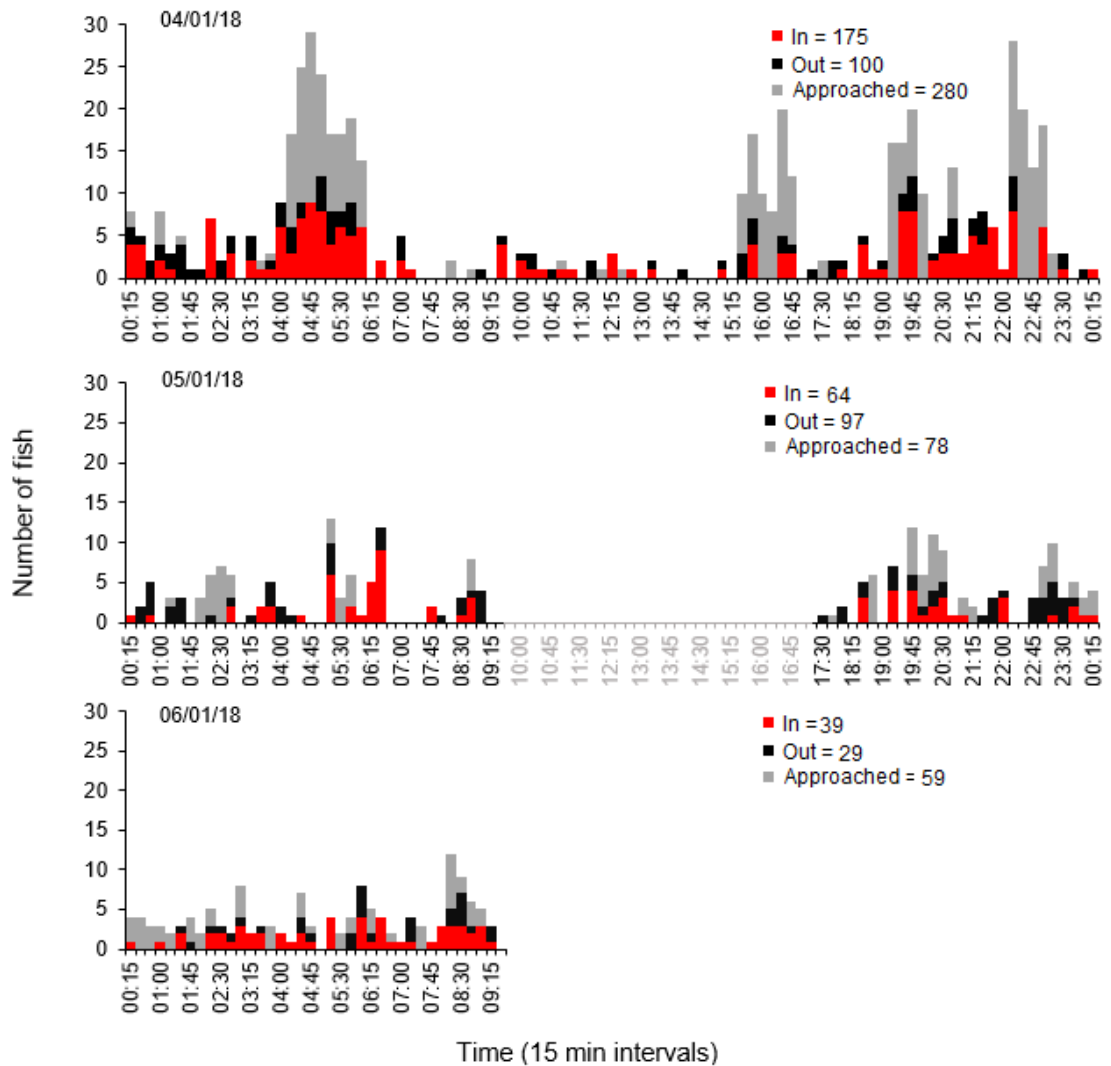 04/01/18
In = 175
Out = 100
Approached = 280
30
25
20
15
10
5
0
00:15 01:00 01:45 02:30 03:15 04:00 04:45 05:30 06:15 07:00 07:45 08:30 09:15 10:00 10:45 11:30 12:15 13:00 13:45 14:30 15:15 16:00 16:45 17:30 18:15 19:00 19:45 20:30 21:15 22:00 22:45 23:30 00:15
Number of fish
05/01/18
In = 64
Out = 97
Approached = 78
30
25
20
15
10
5
0
00:15 01:00 01:45 02:30 03:15 04:00 04:45 05:30 06:15 07:00 07:45 08:30 09:15 10:00 10:45 11:30 12:15 13:00 13:45 14:30 15:15 16:00 16:45 17:30 18:15 19:00 19:45 20:30 21:15 22:00 22:45 23:30 00:15
06/01/18
In =39
Out = 29
Approached = 59
30
25
20
15
10
5
0
00:15 01:00 01:45 02:30 03:15 04:00 04:45 05:30 06:15 07:00 07:45 08:30 09:15
Time (15 min intervals)